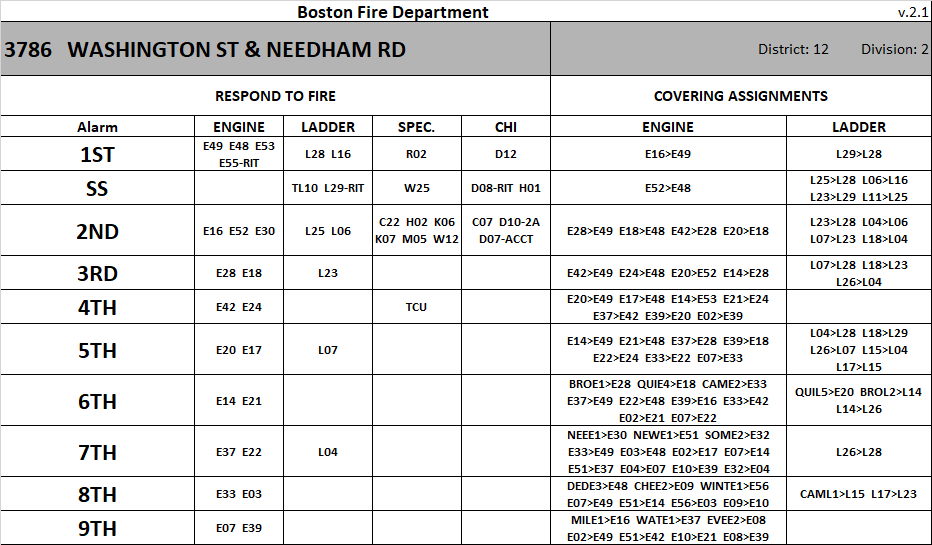 Boston Fire Department v.2.1
3786 WASHINGTON ST & NEEDHAM RD District: 12 Division: 2
RESPOND TO FIRE COVERING ASSIGNMENTS
Alarm ENGINE LADDER SPEC. CHI ENGINE LADDER
1ST E49 E48 E53 L28 L16 R02 D12 E16>E49 L29>L28
E55-RIT
SS TL10 L29-RIT W25 D08-RIT H01 E52>E48 L25>L28 L06>L16
L23>L29 L11>L25
2ND E16 E52 E30 L25 L06 C22 H02 K06 C07 D10-2A E28>E49 E18>E48 E42>E28 E20>E18 L23>L28 L04>L06
K07 M05 W12 D07-ACCT L07>L23 L18>L04
3RD E28 E18 L23 E42>E49 E24>E48 E20>E52 E14>E28 L07>L28 L18>L23
L26>L04
4TH E42 E24 TCU E20>E49 E17>E48 E14>E53 E21>E24
E37>E42 E39>E20 E02>E39
5TH E20 E17 L07 E14>E49 E21>E48 E37>E28 E39>E18 L04>L28 L18>L29
E22>E24 E33>E22 E07>E33 L26>L07 L15>L04
L17>L15
6TH E14 E21 BROE1>E28 QUIE4>E18 CAME2>E33 QUIL5>E20 BROL2>L14
E37>E49 E22>E48 E39>E16 E33>E42 L14>L26
E02>E21 E07>E22
7TH E37 E22 L04 NEEE1>E30 NEWE1>E51 SOME2>E32 L26>L28
E33>E49 E03>E48 E02>E17 E07>E14
E51>E37 E04>E07 E10>E39 E32>E04
8TH E33 E03 DEDE3>E48 CHEE2>E09 WINTE1>E56 CAML1>L15 L17>L23
E07>E49 E51>E14 E56>E03 E09>E10
9TH E07 E39 MILE1>E16 WATE1>E37 EVEE2>E08
E02>E49 E51>E42 E10>E21 E08>E39